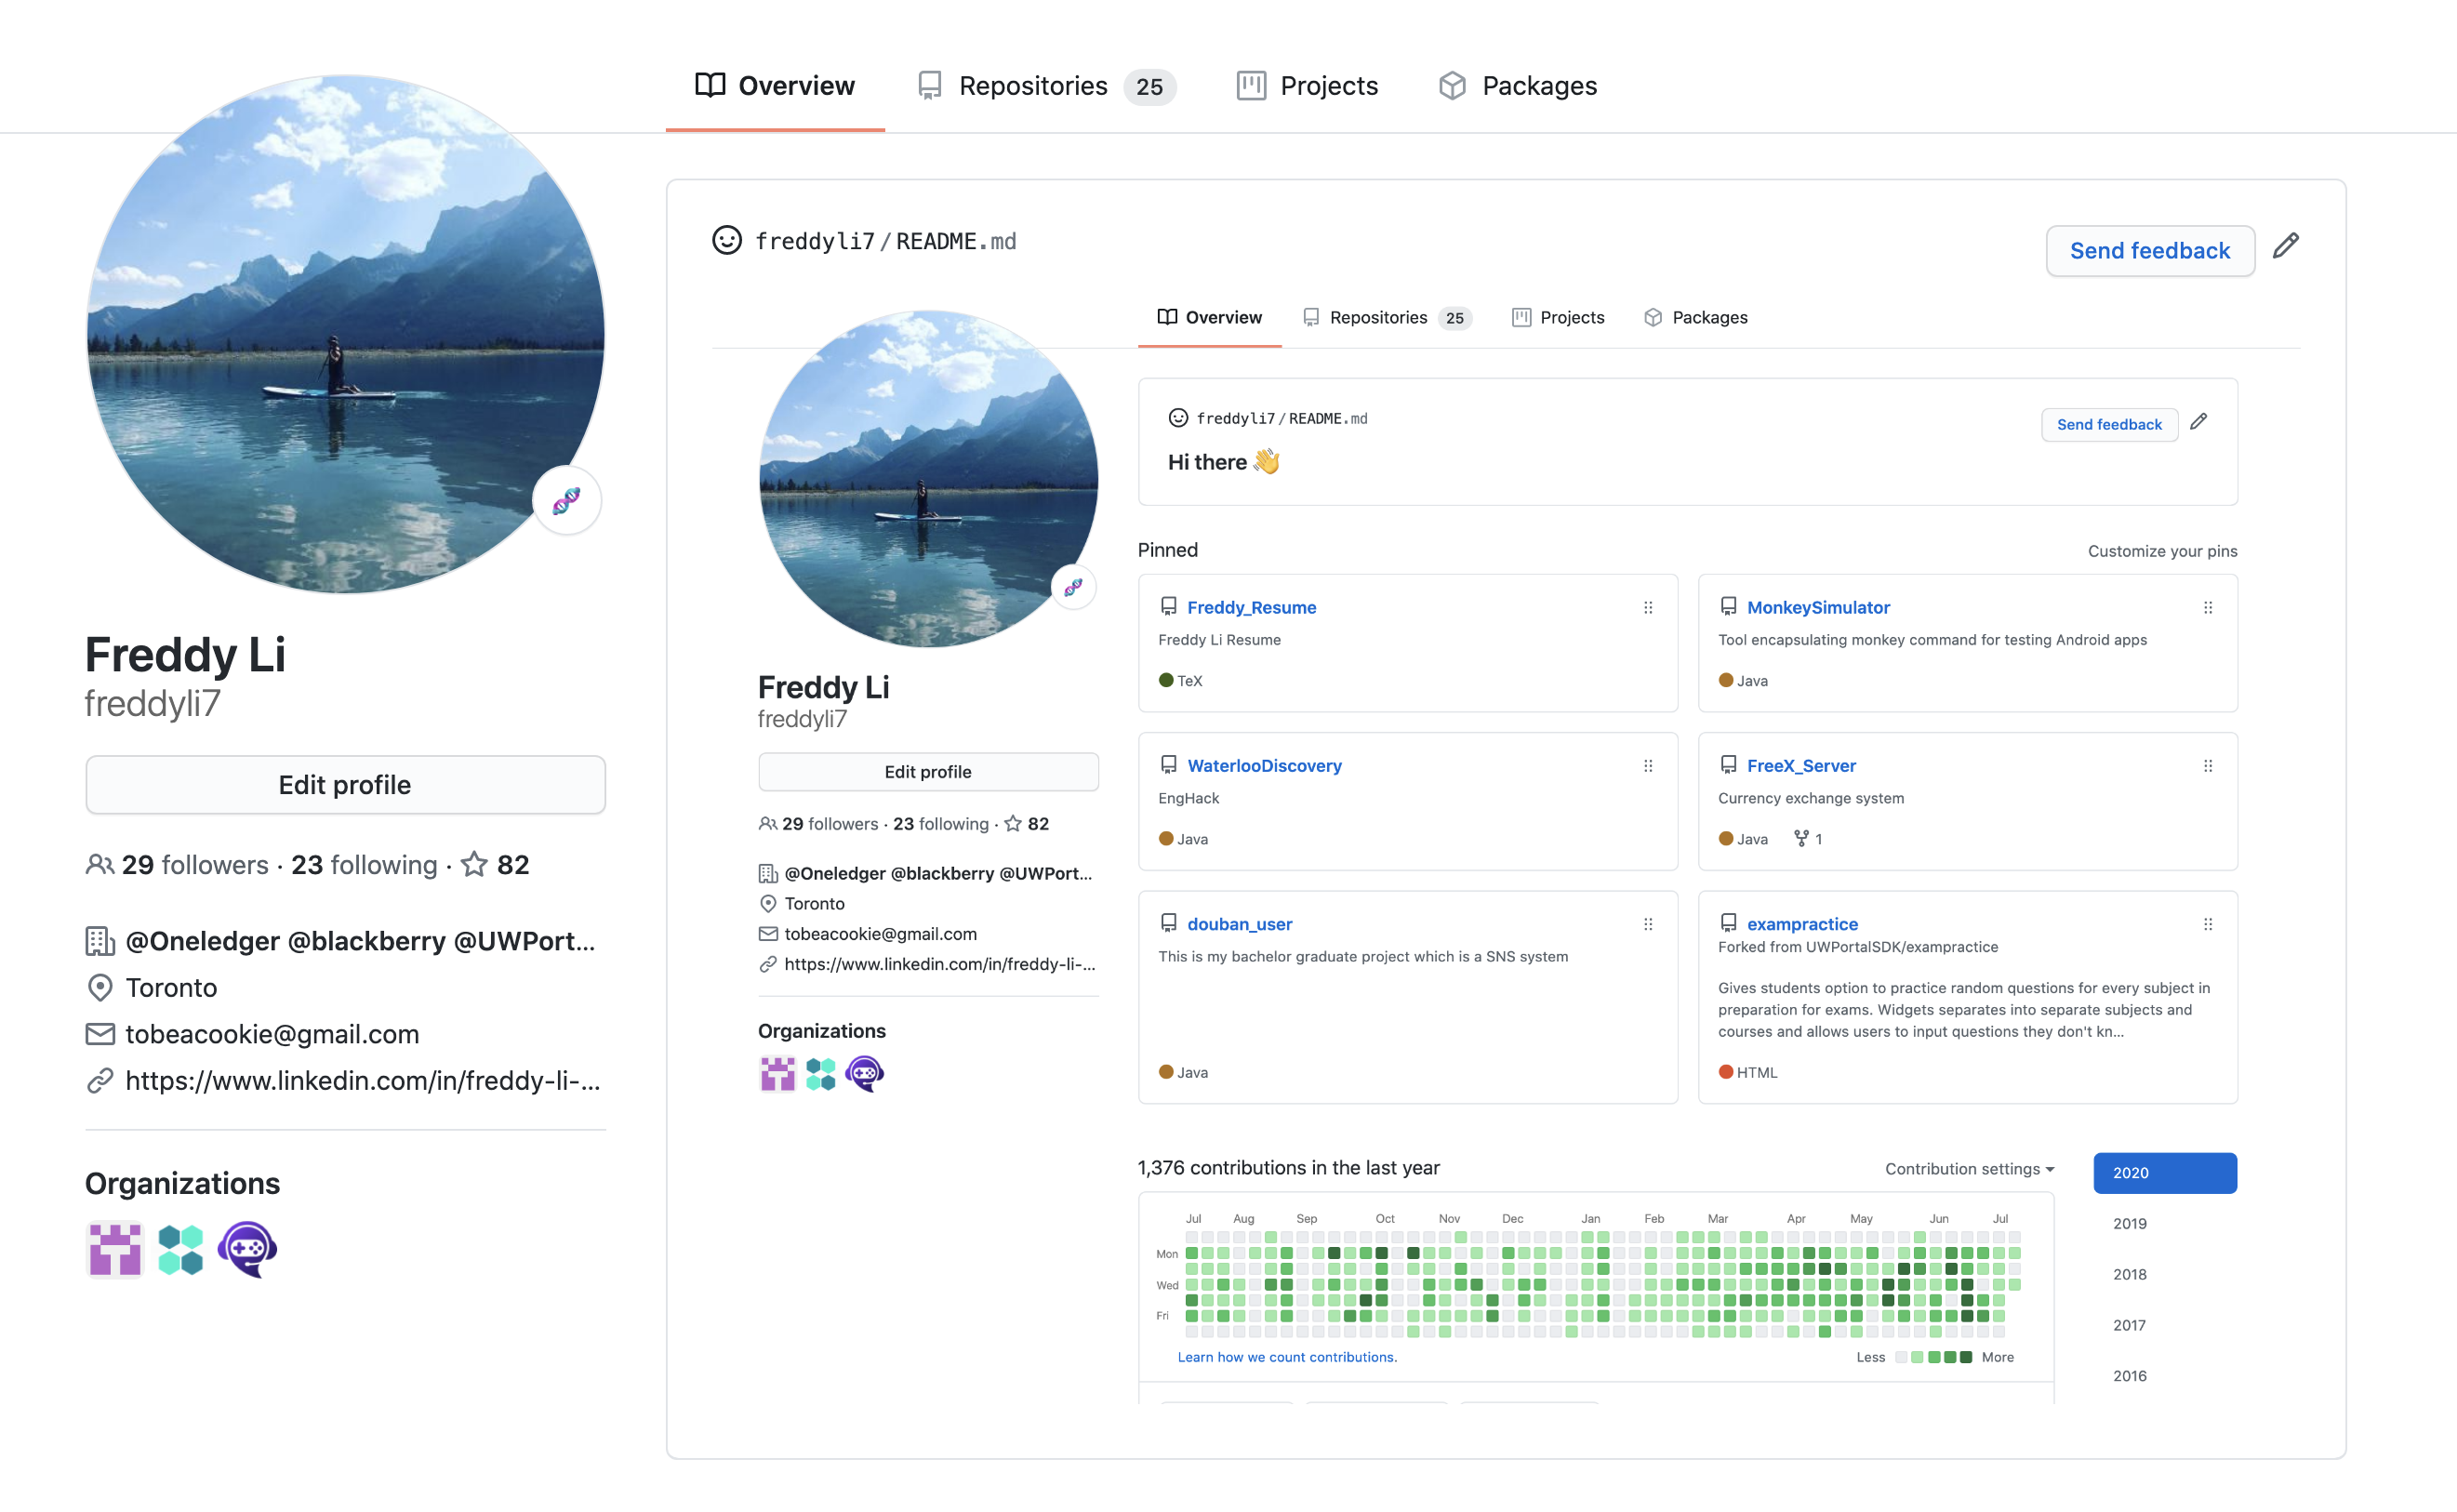 Overview Repositories 25 Projects Packages
Freddy Li
freddyli7
Edit profile
29 followers · 23 following · 82
@Oneledger @blackberry @UWPort...
Toronto
tobeacookie@gmail.com
https://www.linkedin.com/in/freddy-li-...
Organizations
freddyli7/README.md
Send feedback
Overview Repositories 25 Projects Packages
Freddy Li
freddyli7
Edit profile
29 followers · 23 following · 82
@Oneledger @blackberry @UWPort...
Toronto
tobeacookie@gmail.com
https://www.linkedin.com/in/freddy-li-...
Organizations
freddyli7/README.md
Send feedback
Hi there 👋
Pinned
Customize your pins
Freddy_Resume
Freddy Li Resume
TeX
MonkeySimulator
Tool encapsulating monkey command for testing Android apps
Java
WaterlooDiscovery
EngHack
Java
FreeX_Server
Currency exchange system
Java 1
douban_user
This is my bachelor graduate project which is a SNS system
Java
exampractice
Forked from UWPortalSDK/exampractice
Gives students option to practice random questions for every subject in
preparation for exams. Widgets separates into separate subjects and
courses and allows users to input questions they don't kn...
HTML
1,376 contributions in the last year
Contribution settings
Jul Aug Sep Oct Nov Dec Jan Feb Mar Apr May Jun Jul
Mon
Wed
Fri
Learn how we count contributions.
Less More
2020
2019
2018
2017
2016